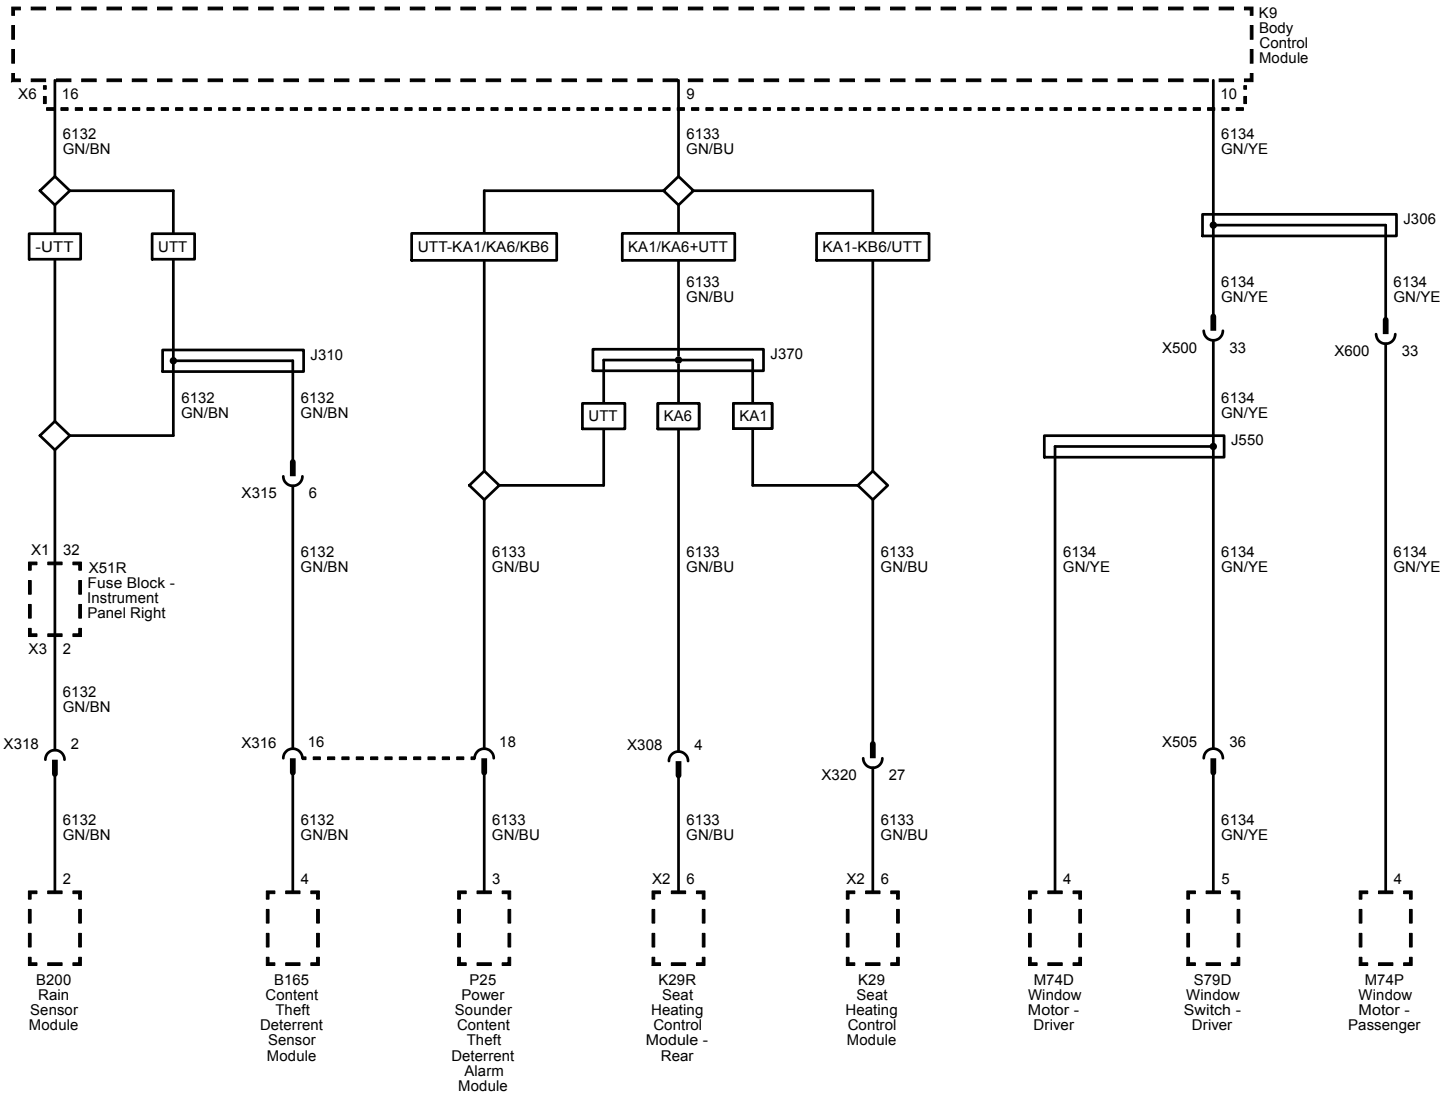 K9
Body
Control
Module
X6 16 9 10
6132
GN/BN
6133
GN/BU
6134
GN/YE
J306
-UTT
UTT
UTT-KA1/KA6/KB6
KA1/KA6+UTT
KA1-KB6/UTT
6133
GN/BU
6134
GN/YE
6134
GN/YE
J310
J370
X500 33
X600 33
6132
GN/BN
6132
GN/BN
UTT
KA6
KA1
6134
GN/YE
J550
X315 6
X1 32
X51R
Fuse Block -
Instrument
Panel Right
X3 2
6132
GN/BN
6133
GN/BU
6133
GN/BU
6133
GN/BU
6134
GN/YE
6134
GN/YE
6134
GN/YE
6132
GN/BN
X318 2
X316 16
18
X308 4
X320 27
X505 36
6132
GN/BN
6132
GN/BN
6133
GN/BU
6133
GN/BU
6133
GN/BU
6134
GN/YE
2
4
3
X2 6
X2 6
4
5
4
B200
Rain
Sensor
Module
B165
Content
Theft
Deterrent
Sensor
Module
P25
Power
Sounder
Content
Theft
Deterrent
Alarm
Module
K29R
Seat
Heating
Control
Module -
Rear
K29
Seat
Heating
Control
Module
M74D
Window
Motor -
Driver
S79D
Window
Switch -
Driver
M74P
Window
Motor -
Passenger